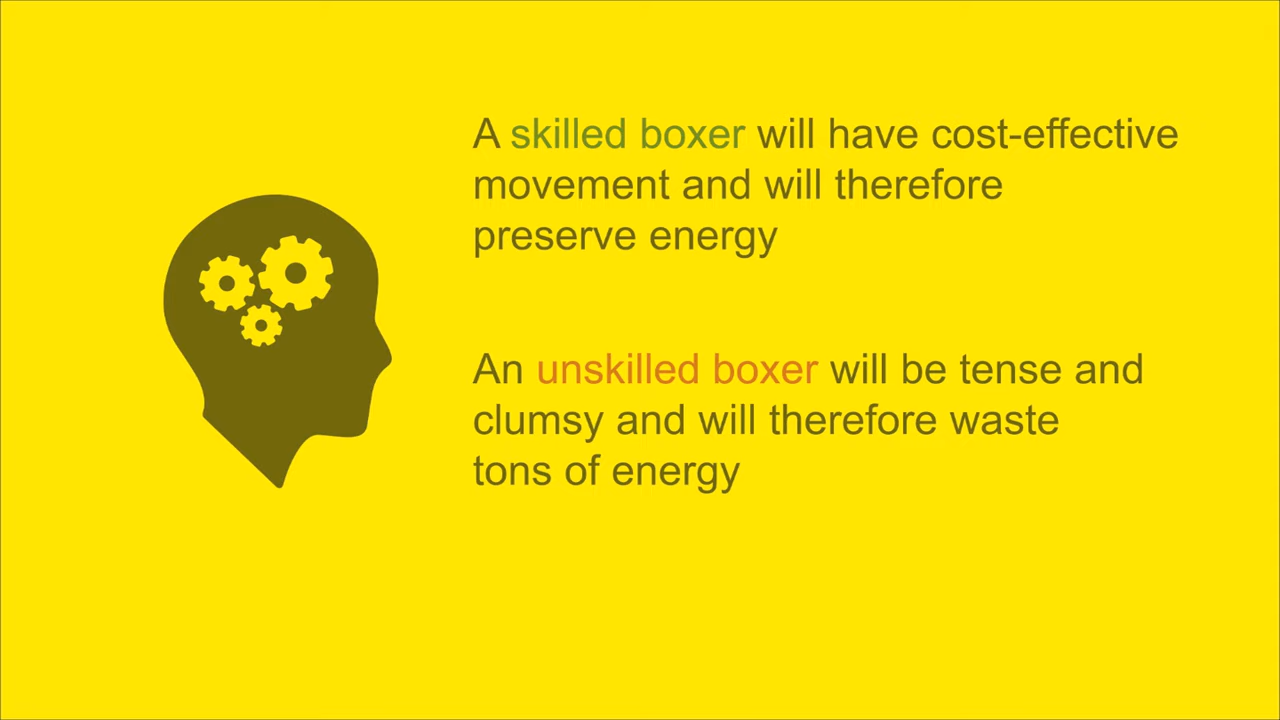 A skilled boxer will have cost-effective
movement and will therefore
preserve energy
An unskilled boxer will be tense and
clumsy and will therefore waste
tons of energy